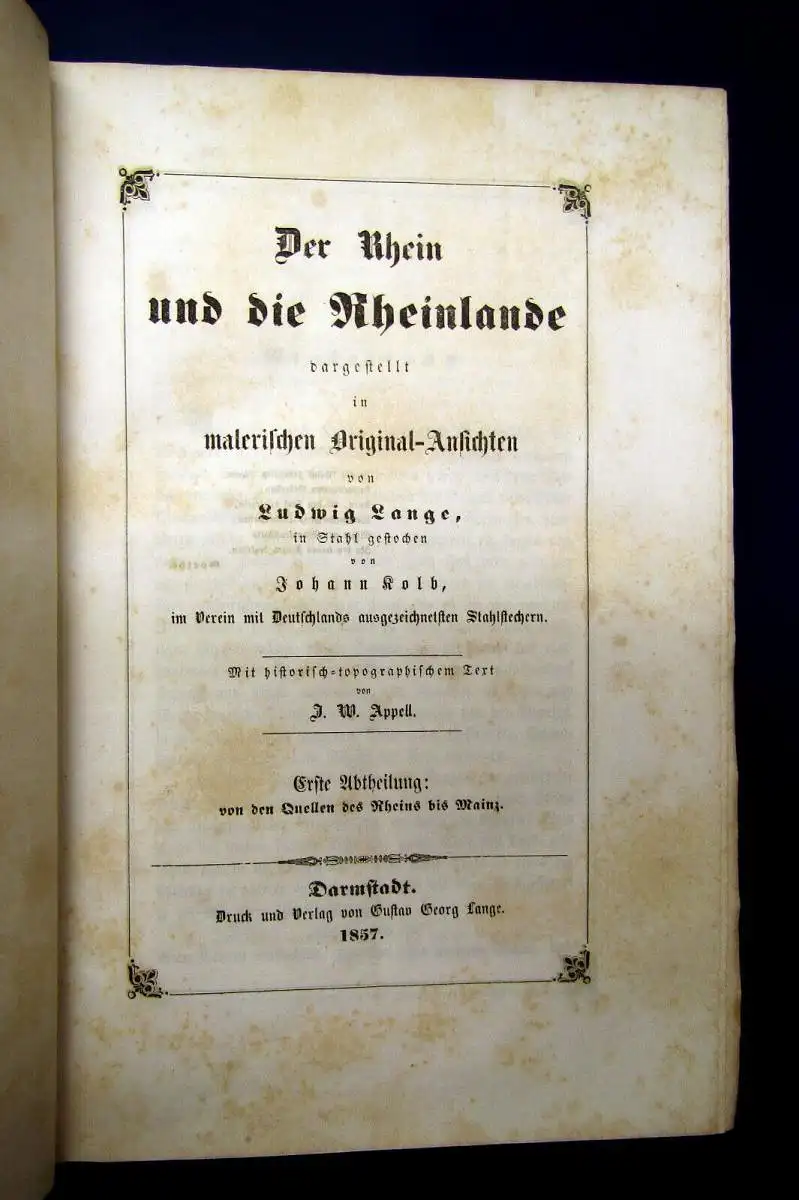 Der Rhein
und die Rheinlande
dargestellt
in
malerischen Original-Ansichten
von
Ludwig Lange,
in Stahl gestochen
von
Johann Kolb,
im Verein mit Deutschlands ausgezeichnetsten Stahlstechern.
Mit historisch-topographischem Text
von
J. W. Appell.
Erste Abtheilung:
von den Quellen des Rheins bis Mainz.
Darmstadt.
Druck und Verlag von Gustav Georg Lange.
1857.